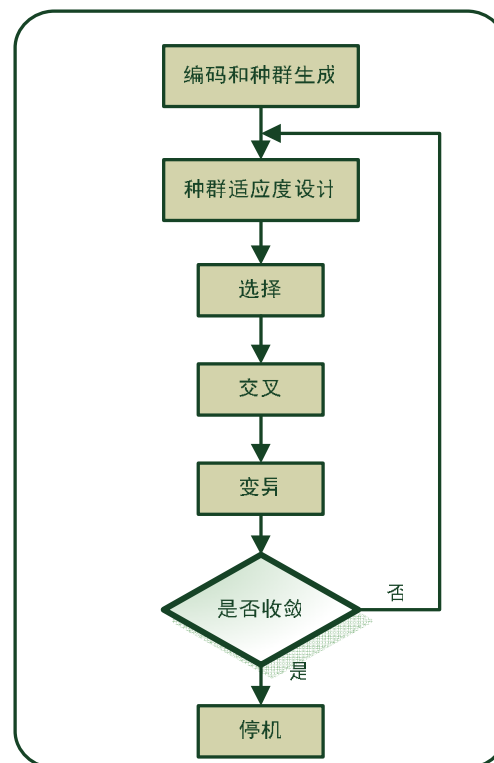 编码和种群生成
种群适应度设计
选择
交叉
变异
是否收敛
否
是
停机